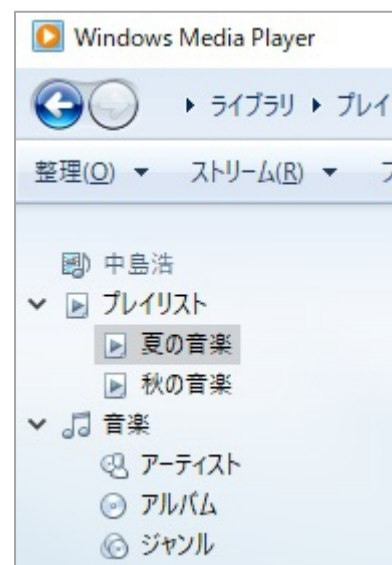 Windows Media Player
ライブラリ ▶ プレイ
整理(O) ストリーム(R)
中島浩
プレイリスト
夏の音楽
秋の音楽
音楽
アーティスト
アルバム
ジャンル